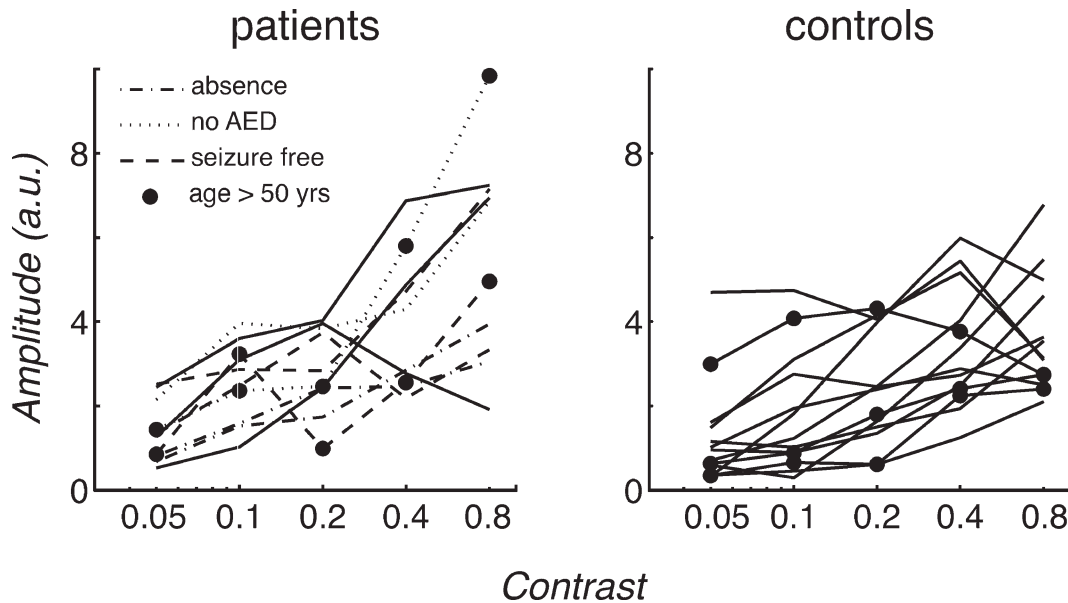 patients
controls
absence
no AED
seizure free
age > 50 yrs
Amplitude (a.u.)
8
4
0
0.05 0.1 0.2 0.4 0.8
8
4
0
0.05 0.1 0.2 0.4 0.8
Contrast